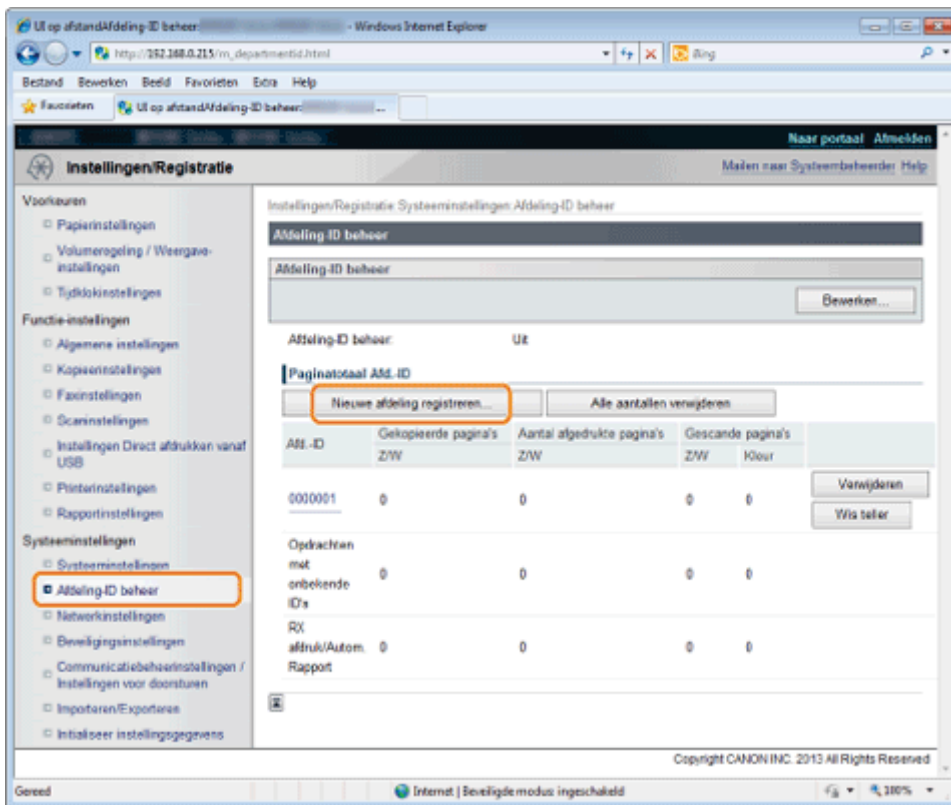 UI op afstandAfdeling-ID beheer: - Windows Internet Explorer
http://192.168.0.215/m_departmentid.html
Bing
Bestand Bewerken Beeld Favorieten Extra Help
Favorieten UI op afstandAfdeling-ID beheer: ...
Naar portaal Afmelden
Instellingen/Registratie
Mailen naar Systeembeheerder Help
Voorkeuren
Papierinstellingen
Volumeregeling / Weergave-
instellingen
Tijdklokinstellingen
Functie-instellingen
Algemene instellingen
Kopieerinstellingen
Faxinstellingen
Scaninstellingen
Instellingen Direct afdrukken vanaf
USB
Printerinstellingen
Rapportinstellingen
Systeeminstellingen
Systeeminstellingen
Afdeling-ID beheer
Netwerkinstellingen
Beveiligingsinstellingen
Communicatiebeheerinstellingen /
Instellingen voor doorsturen
Importeren/Exporteren
Initialiseer instellingsgegevens
Instellingen/Registratie:Systeeminstellingen:Afdeling-ID beheer
Afdeling-ID beheer
Afdeling-ID beheer
Bewerken...
Afdeling-ID beheer: Uit
Paginatotaal Afd.-ID
Nieuwe afdeling registreren... Alle aantallen verwijderen
Afd.-ID Gekopieerde pagina's Aantal afgedrukte pagina's Gescande pagina's
Z/W Z/W Z/W Kleur
0000001 0 0 0 0 Verwijderen
Wis teller
Opdrachten
met
onbekende
ID's
0 0 0 0
RX
afdruk/Autom.
Rapport
0 0 0 0
Copyright CANON INC. 2013 All Rights Reserved
Gereed Internet | Beveiligde modus: ingeschakeld 100%